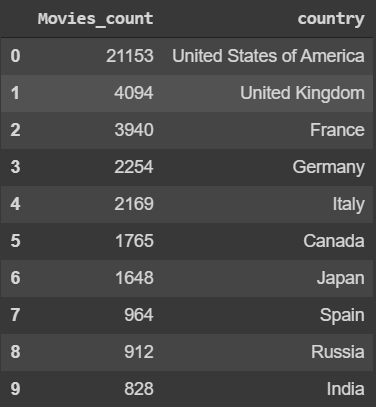 Movies_count country
0 21153 United States of America
1 4094 United Kingdom
2 3940 France
3 2254 Germany
4 2169 Italy
5 1765 Canada
6 1648 Japan
7 964 Spain
8 912 Russia
9 828 India